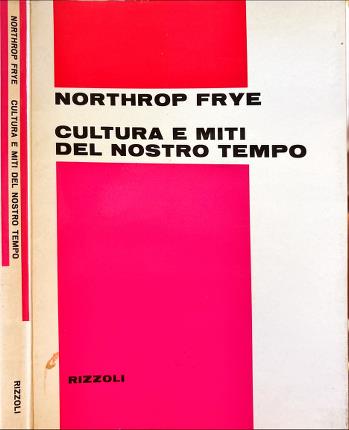 NORTHROP FRYE CULTURA E MITI DEL NOSTRO TEMPO
RIZZOLI
NORTHROP FRYE
CULTURA E MITI
DEL NOSTRO TEMPO
RIZZOLI